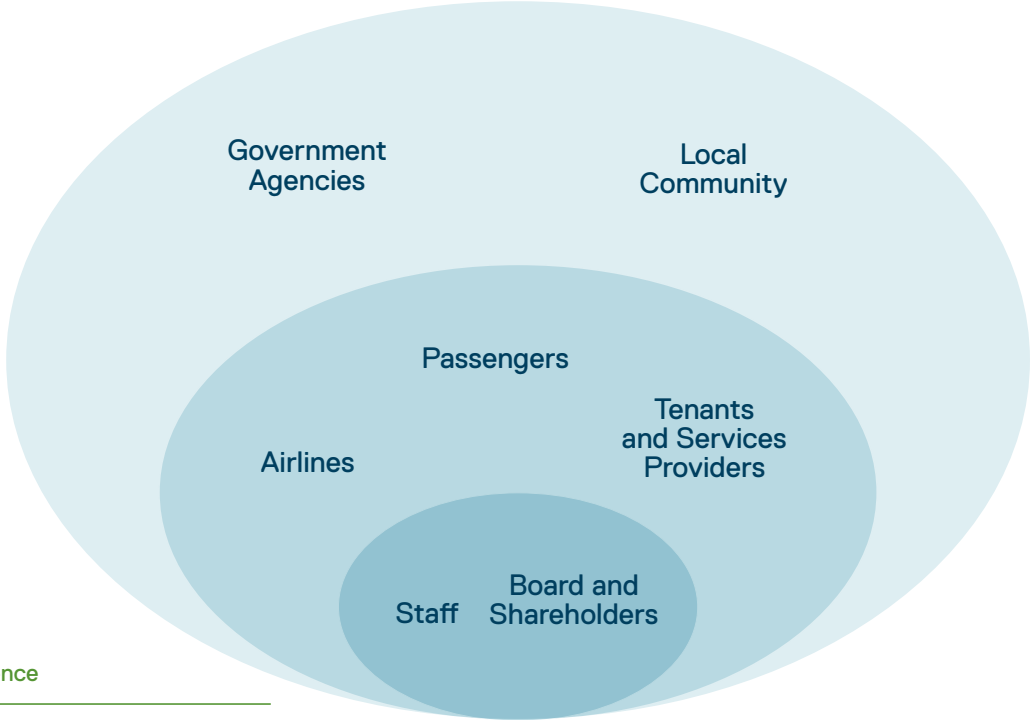 Government
Agencies
Local
Community
Passengers
Tenants
and Services
Providers
Airlines
Board and
Shareholders
Staff
nce